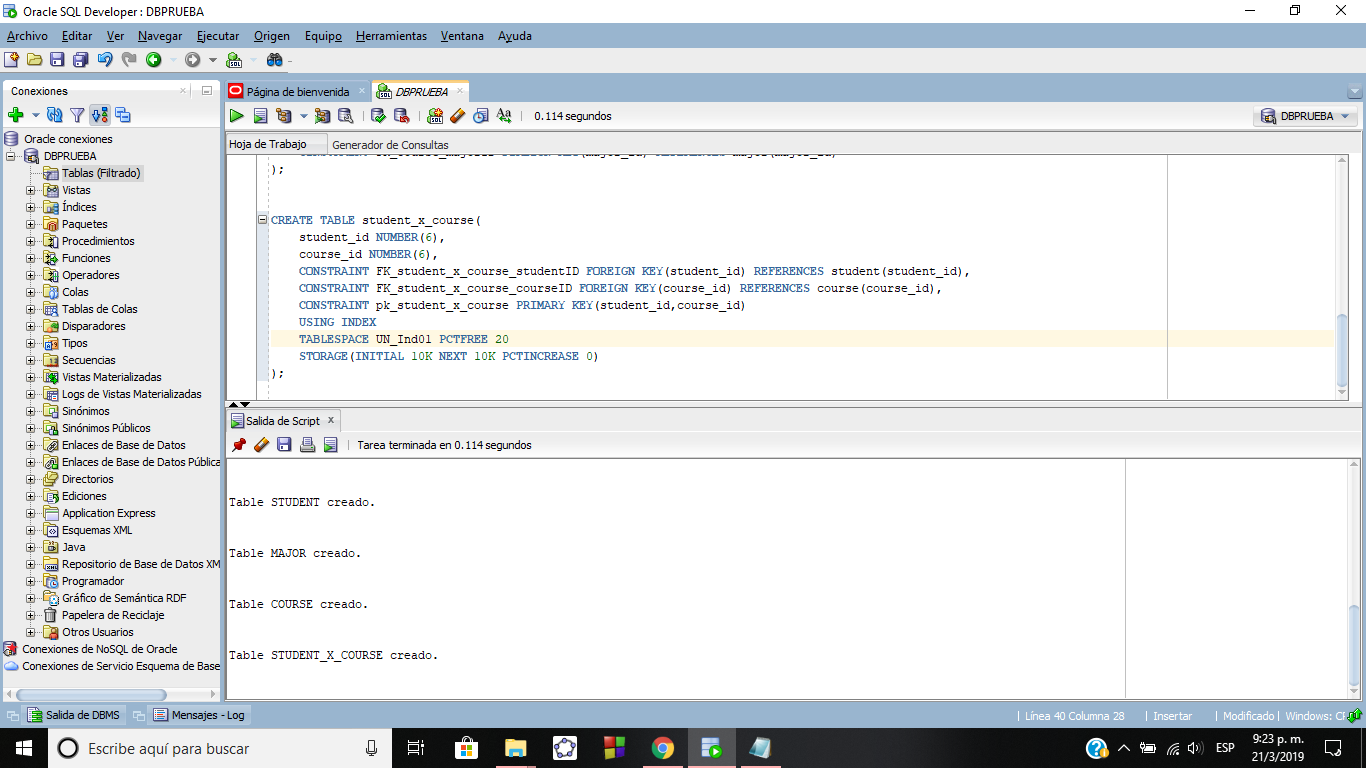 Oracle SQL Developer : DBPRUEBA
Archivo Editar Ver Navegar Ejecutar Origen Equipo Herramientas Ventana Ayuda
Conexiones
Oracle conexiones
DBPRUEBA
Tablas (Filtrado)
Vistas
Índices
Paquetes
Procedimientos
Funciones
Operadores
Colas
Tablas de Colas
Disparadores
Tipos
Secuencias
Vistas Materializadas
Logs de Vistas Materializadas
Sinónimos
Sinónimos Públicos
Enlaces de Base de Datos
Enlaces de Base de Datos Pública
Directorios
Ediciones
Application Express
Esquemas XML
Java
Repositorio de Base de Datos XM
Programador
Gráfico de Semántica RDF
Papelera de Reciclaje
Otros Usuarios
Conexiones de NoSQL de Oracle
Conexiones de Servicio Esquema de Base
Página de bienvenida DBPRUEBA
0.114 segundos DBPRUEBA
Hoja de Trabajo Generador de Consultas
);
CREATE TABLE student_x_course(
student_id NUMBER(6),
course_id NUMBER(6),
CONSTRAINT FK_student_x_course_studentID FOREIGN KEY(student_id) REFERENCES student(student_id),
CONSTRAINT FK_student_x_course_courseID FOREIGN KEY(course_id) REFERENCES course(course_id),
CONSTRAINT pk_student_x_course PRIMARY KEY(student_id,course_id)
USING INDEX
TABLESPACE UN_Ind01 PCTFREE 20
STORAGE(INITIAL 10K NEXT 10K PCTINCREASE 0)
);
Salida de Script
Tarea terminada en 0.114 segundos
Table STUDENT creado.
Table MAJOR creado.
Table COURSE creado.
Table STUDENT_X_COURSE creado.
Salida de DBMS Mensajes - Log
Línea 40 Columna 28 Insertar Modificado Windows:
Escribe aquí para buscar
ESP
9:23 p. m.
21/3/2019